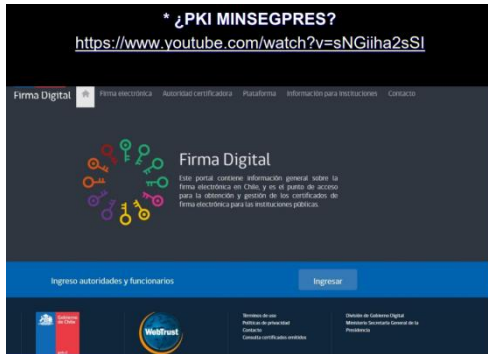 * ¿PKI MINSEGPRES?
https://www.youtube.com/watch?v=sNGiiha2sSI
Firma Digital
Firma electrónica
Autoridad certificadora
Plataforma
Información para Instituciones
Contacto
Firma Digital
Este portal contiene información general sobre la
firma electrónica en Chile, y es el punto de acceso
para la obtención y gestión de los certificados de
firma electrónica para las instituciones públicas.
Ingreso autoridades y funcionarios
Ingresar
Gobierno
de Chile
WebTrust
Términos de uso
Políticas de privacidad
Contacto
Consulta certificados emitidos
División de Gobierno Digital
Ministerio Secretaría General de la
Presidencia